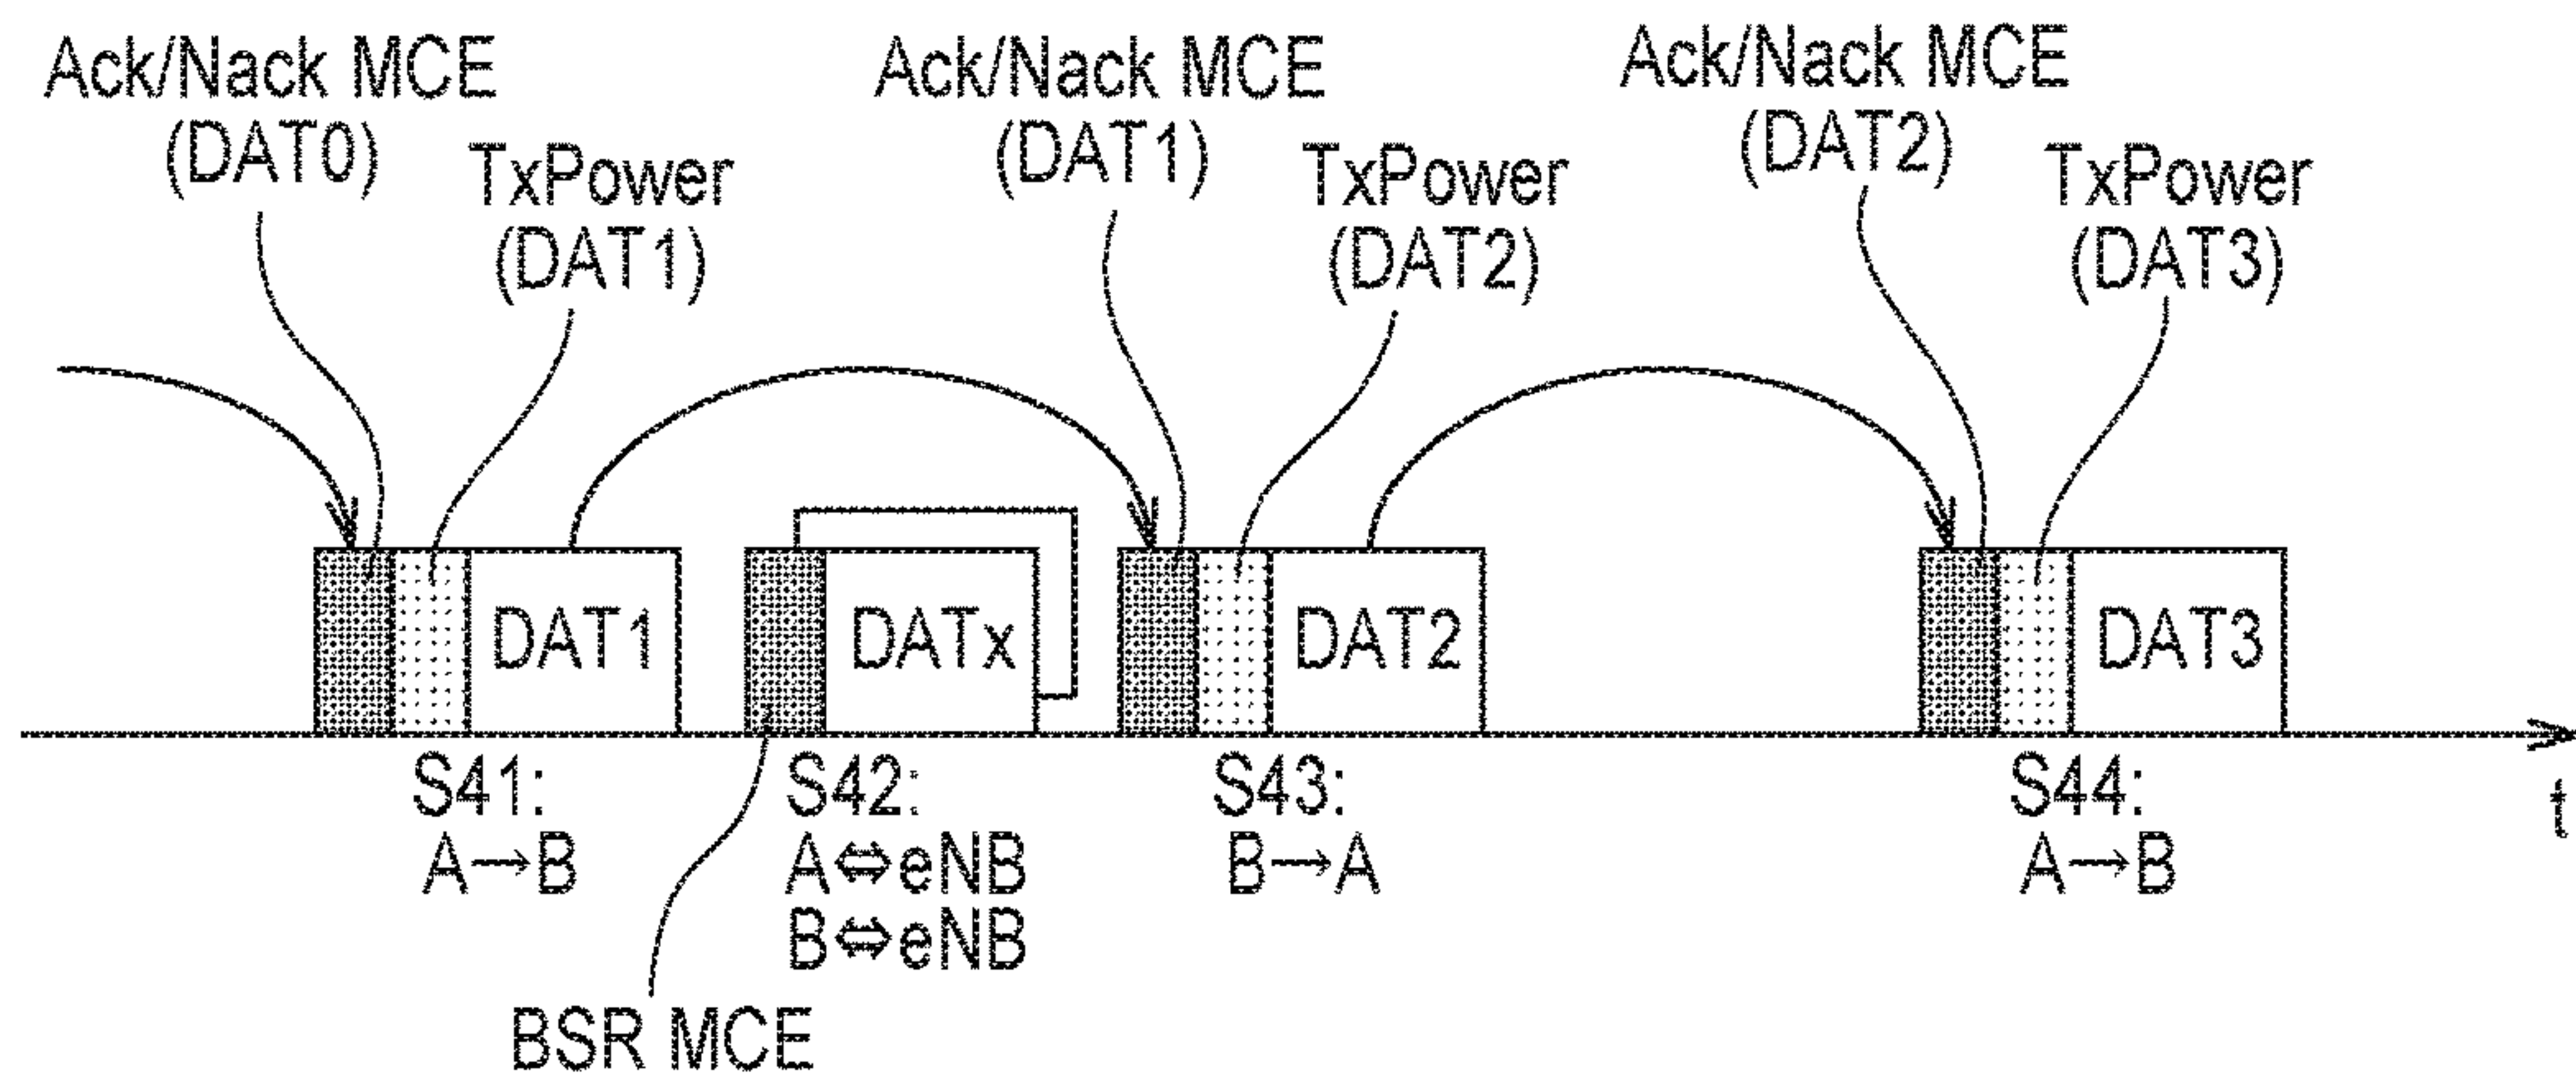 Ack/Nack MCE
(DAT0)
TxPower
(DAT1)
Ack/Nack MCE
(DAT1)
TxPower
(DAT2)
Ack/Nack MCE
(DAT2)
TxPower
(DAT3)
DAT1
DATx
DAT2
DAT3
S41:
A→B
S42:
A⇔eNB
B⇔eNB
S43:
B→A
S44:
A→B
t
BSR MCE